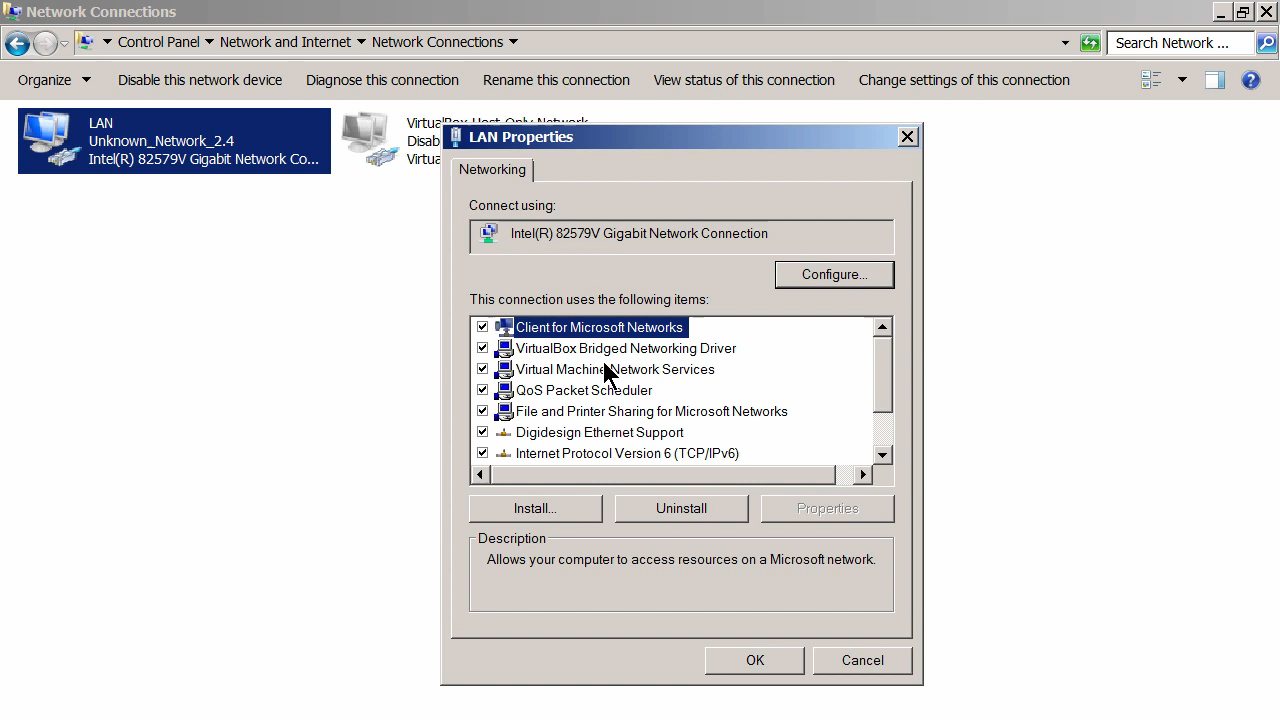 Network Connections
Control Panel Network and Internet Network Connections Search Network ...
Organize Disable this network device Diagnose this connection Rename this connection View status of this connection Change settings of this connection
LAN
Unknown_Network_2.4
Intel(R) 82579V Gigabit Network Co...
LAN Properties
Networking
Connect using:
Intel(R) 82579V Gigabit Network Connection
Configure...
This connection uses the following items:
Client for Microsoft Networks
VirtualBox Bridged Networking Driver
Virtual Machine Network Services
QoS Packet Scheduler
File and Printer Sharing for Microsoft Networks
Digidesign Ethernet Support
Internet Protocol Version 6 (TCP/IPv6)
Install... Uninstall Properties
Description
Allows your computer to access resources on a Microsoft network.
OK Cancel